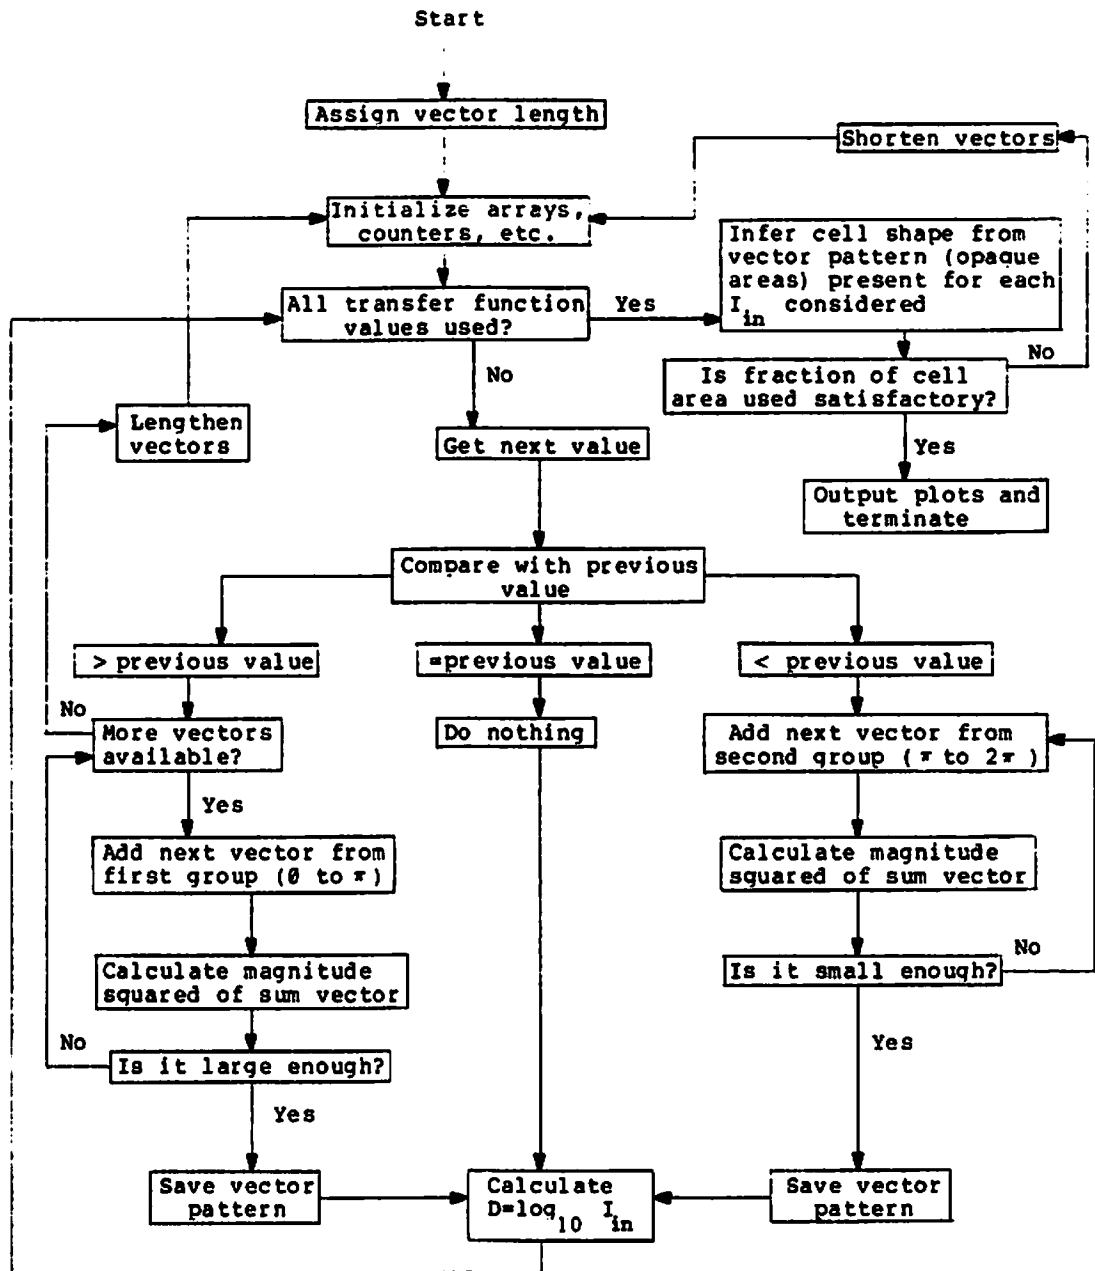 Start
Assign vector length
Shorten vectors
Initialize arrays,
counters, etc.
Infer cell shape from
vector pattern (opaque
areas) present for each
I_in considered
All transfer function
values used?
Yes
No
No
Is fraction of cell
area used satisfactory?
Lengthen
vectors
Get next value
Yes
Output plots and
terminate
Compare with previous
value
> previous value
=previous value
< previous value
No
More vectors
available?
Do nothing
Add next vector from
second group (π to 2π)
Yes
Add next vector from
first group (0 to π)
Calculate magnitude
squared of sum vector
No
Calculate magnitude
squared of sum vector
Is it small enough?
No
Yes
Is it large enough?
Yes
Save vector
pattern
Calculate
D=log_10 I_in
Save vector
pattern